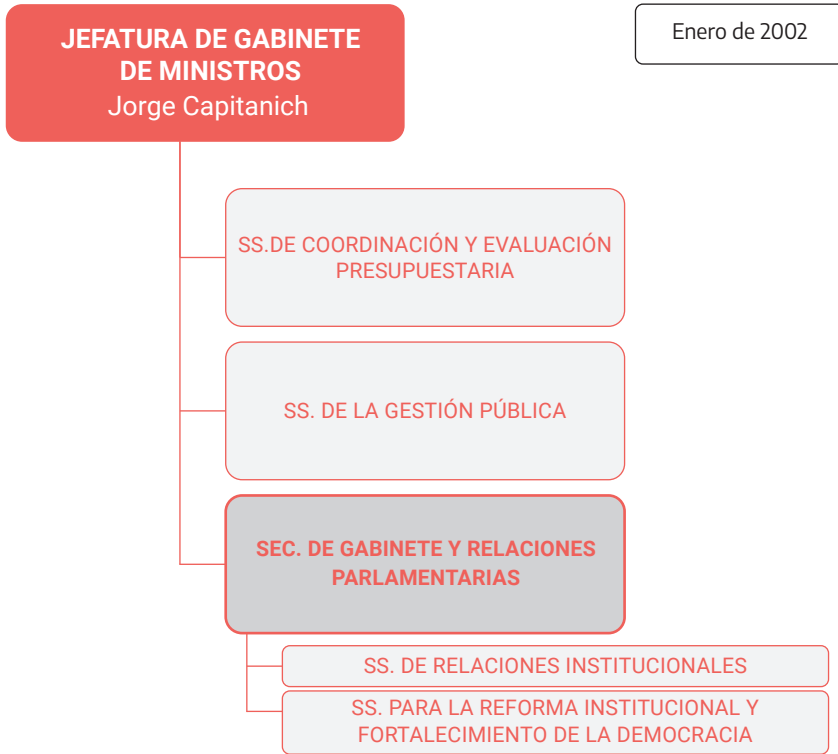 JEFATURA DE GABINETE
DE MINISTROS
Jorge Capitanich
Enero de 2002
SS.DE COORDINACIÓN Y EVALUACIÓN
PRESUPUESTARIA
SS. DE LA GESTIÓN PÚBLICA
SEC. DE GABINETE Y RELACIONES
PARLAMENTARIAS
SS. DE RELACIONES INSTITUCIONALES
SS. PARA LA REFORMA INSTITUCIONAL Y
FORTALECIMIENTO DE LA DEMOCRACIA